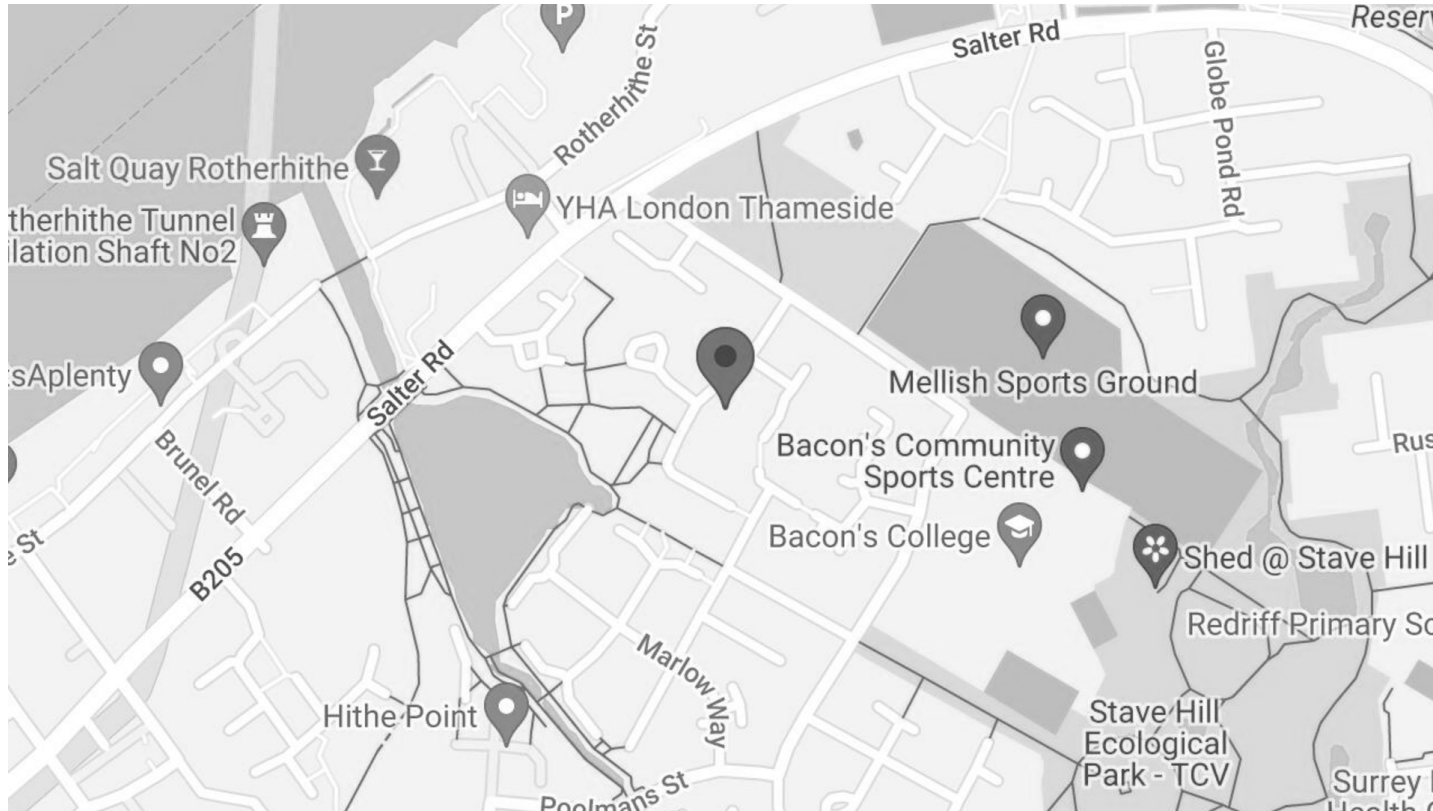 P
Reser
Salter Rd
Globe Pond Rd
Rotherhithe St
Salt Quay Rotherhithe
YHA London Thameside
therhithe Tunnel
ilation Shaft No2
Salter Rd
sAplenty
Mellish Sports Ground
Brunel Rd
Bacon's Community
Sports Centre
Rus
Bacon's College
e St
B205
Shed @ Stave Hill
Redriff Primary Sc
Marlow Way
Hithe Point
Stave Hill
Ecological
Park - TCV
Poolmans St
Surrey
Health